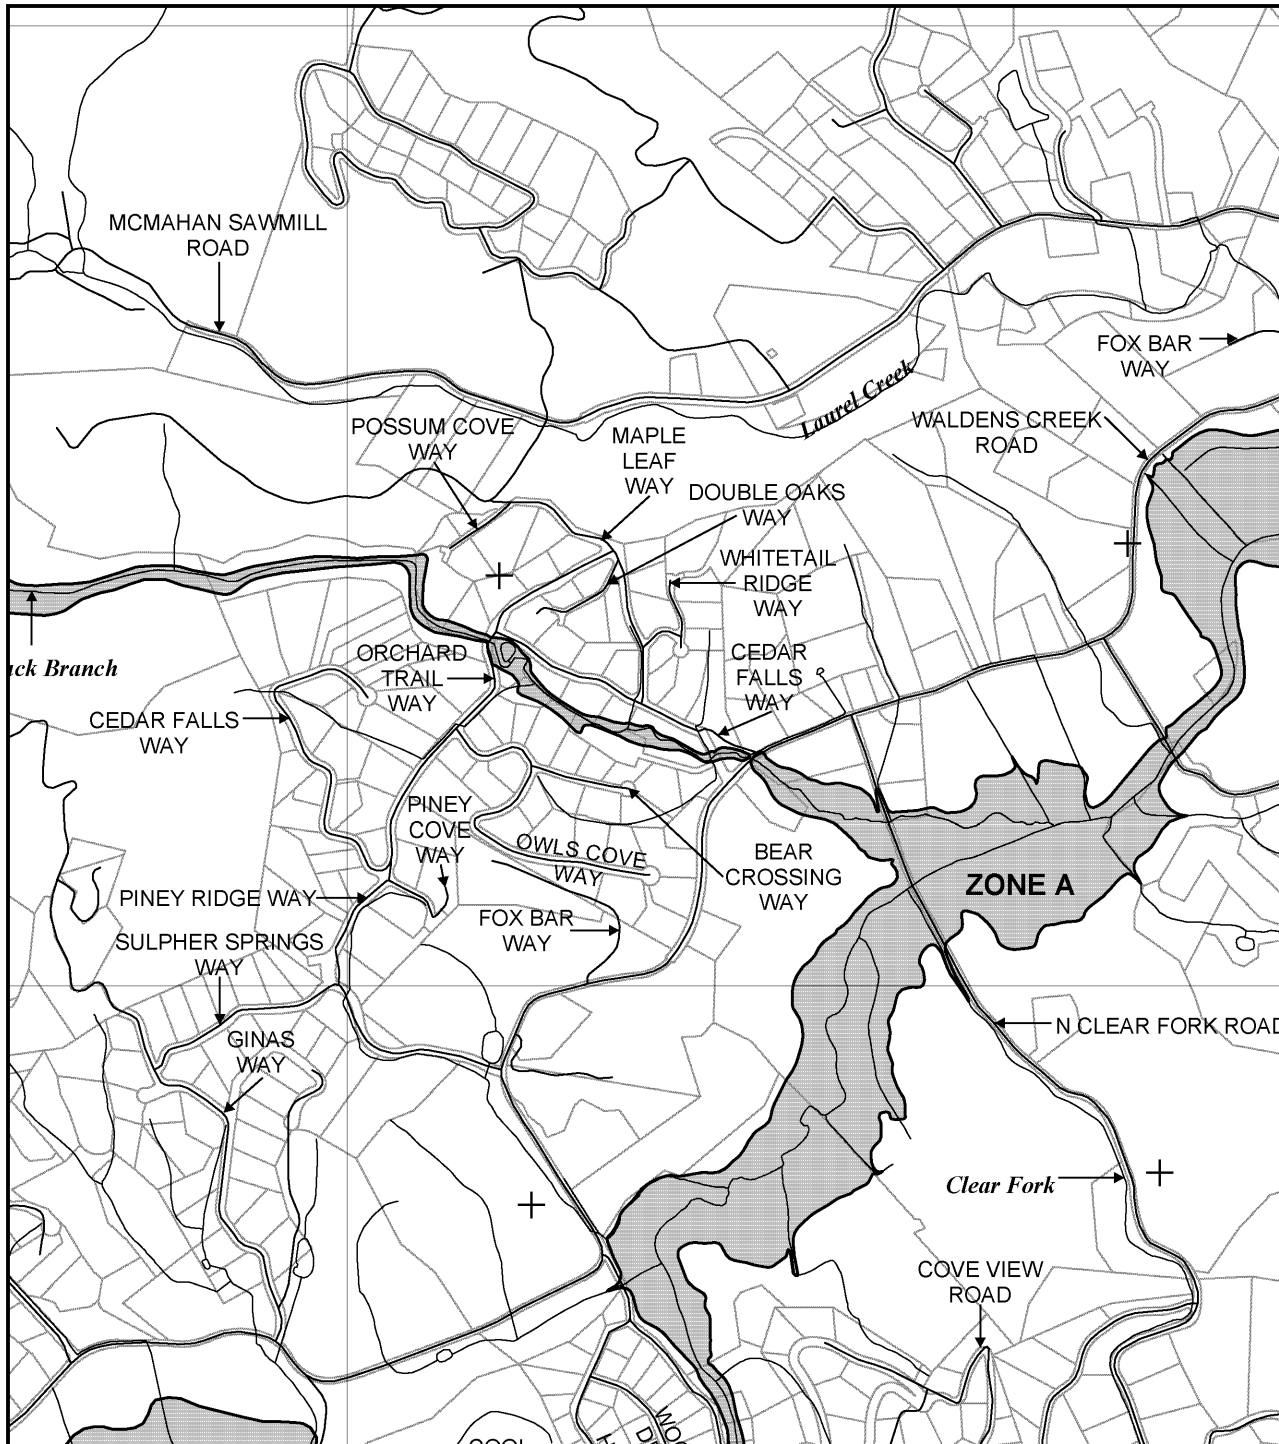 MCMAHAN SAWMILL
ROAD
FOX BAR
WAY
Laurel Creek
POSSUM COVE
WAY
MAPLE
LEAF
WAY
WALDENS CREEK
ROAD
DOUBLE OAKS
WAY
WHITETAIL
RIDGE
WAY
ack Branch
ORCHARD
TRAIL
WAY
CEDAR
FALLS
WAY
CEDAR FALLS
WAY
PINEY
COVE
WAY
OWLS COVE
WAY
BEAR
CROSSING
WAY
ZONE A
PINEY RIDGE WAY
FOX BAR
WAY
SULPHER SPRINGS
WAY
GINAS
WAY
N CLEAR FORK ROAD
Clear Fork
COVE VIEW
ROAD